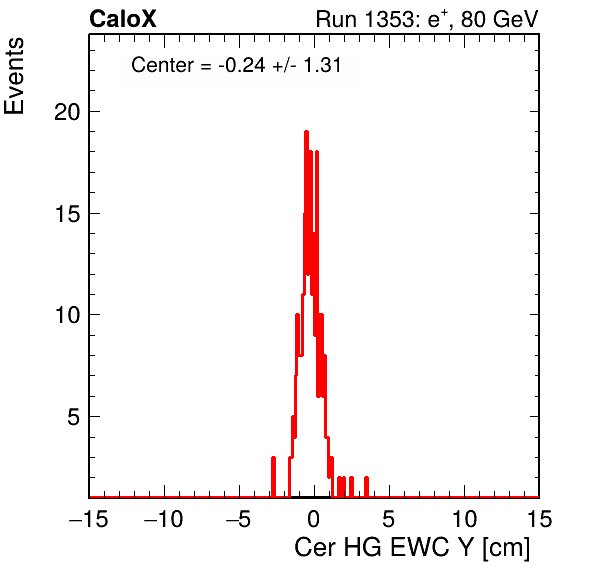 CaloX Run 1353: e⁺, 80 GeV
Events
Center = -0.24 +/- 1.31
20
15
10
5
−15 −10 −5 0 5 10 15
Cer HG EWC Y [cm]